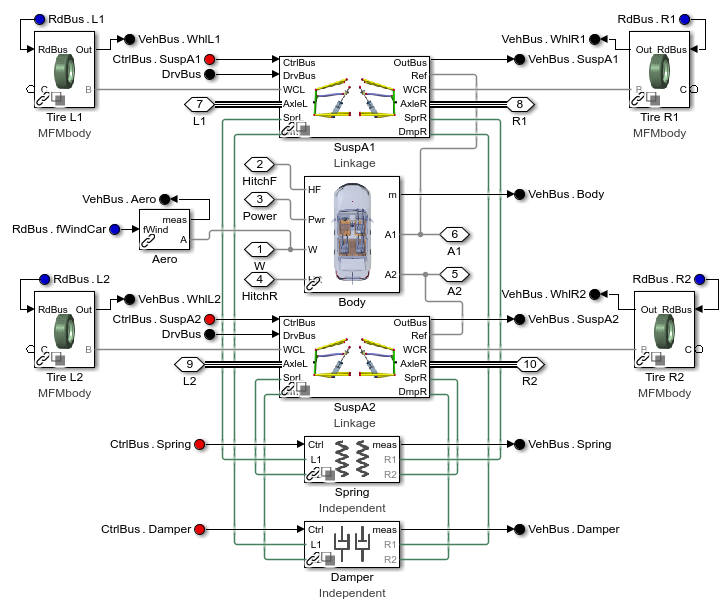 RdBus . L1
RdBus
Out
C
B
Tire L1
MFMbody
VehBus . WhlL1
CtrlBus . SuspA1
DrvBus
7
L1
CtrlBus
DrvBus
WCL
AxleL
SprL
OutBus
Ref
WCR
AxleR
SprR
DmpR
SuspA1
Linkage
VehBus . WhlR1
VehBus . SuspA1
8
R1
RdBus . R1
Out
RdBus
B
C
Tire R1
MFMbody
2
HitchF
3
Power
1
W
4
HitchR
HF
Pwr
W
m
A1
A2
Body
VehBus . Body
6
A1
5
A2
VehBus . Aero
RdBus . fWindCar
meas
fWind
A
Aero
RdBus . L2
RdBus
Out
C
B
Tire L2
MFMbody
VehBus . WhlL2
CtrlBus . SuspA2
DrvBus
9
L2
CtrlBus
DrvBus
WCL
AxleL
SprL
OutBus
Ref
WCR
AxleR
SprR
DmpR
SuspA2
Linkage
VehBus . WhlR2
VehBus . SuspA2
10
R2
RdBus . R2
Out
RdBus
B
C
Tire R2
MFMbody
CtrlBus . Spring
Ctrl
L1
meas
R1
R2
Spring
Independent
VehBus . Spring
CtrlBus . Damper
Ctrl
L1
meas
R1
R2
Damper
Independent
VehBus . Damper